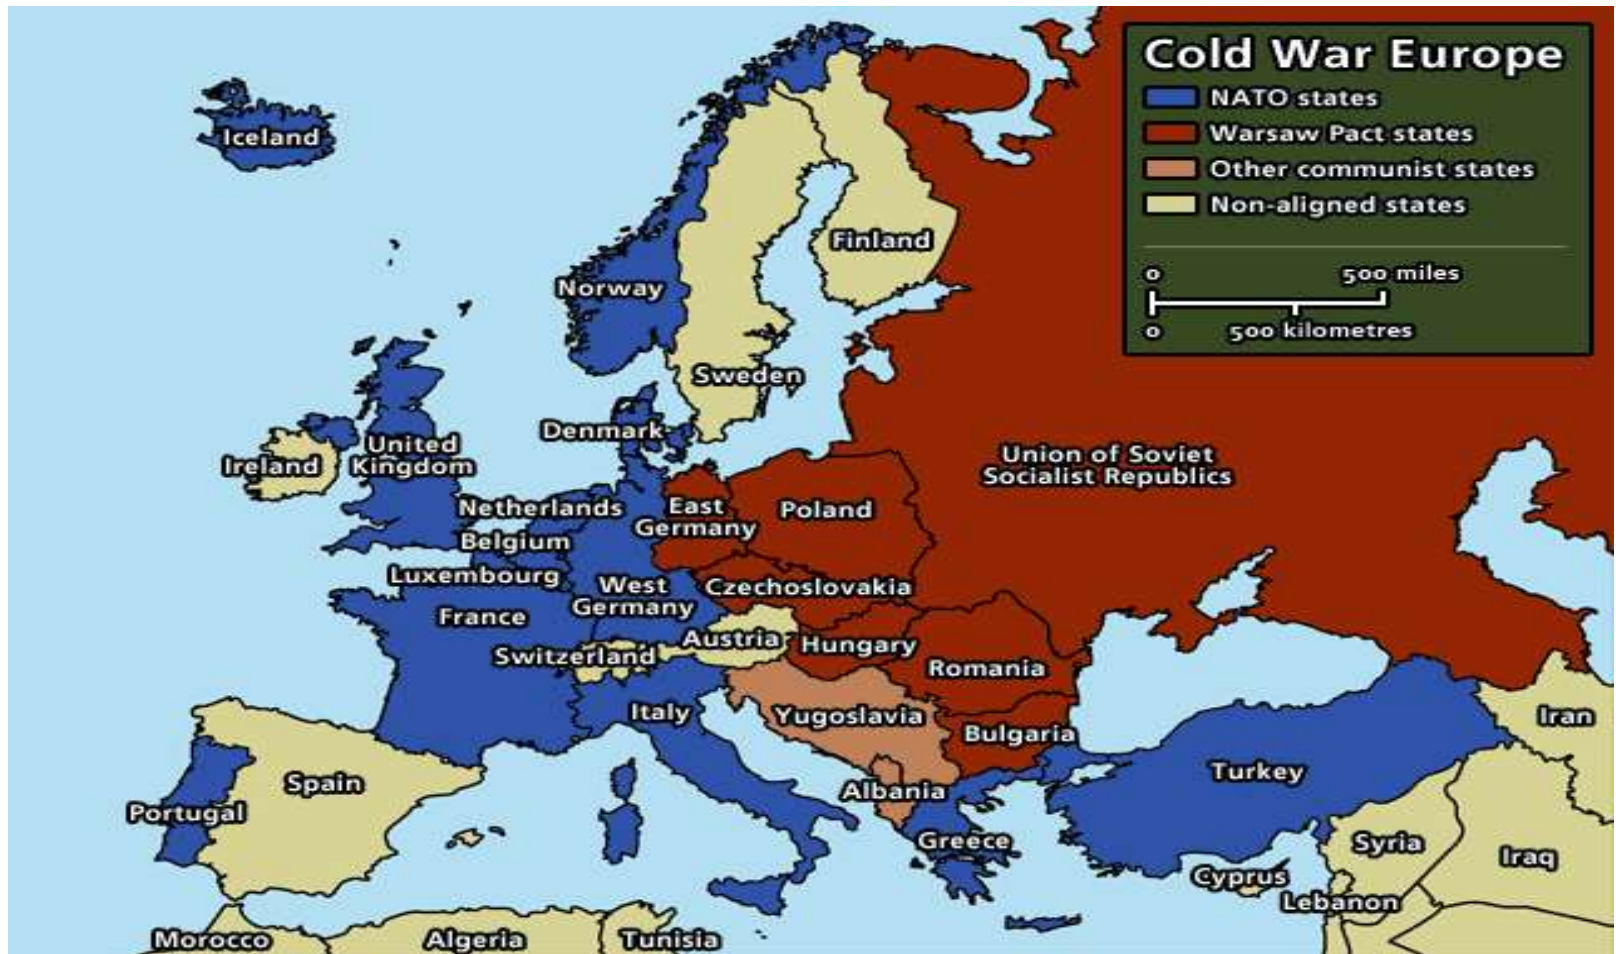 Cold War Europe
NATO states
Warsaw Pact states
Other communist states
Non-aligned states
0 500 miles
0 500 kilometres
Iceland
Finland
Norway
Sweden
Denmark
United
Kingdom
Ireland
Union of Soviet
Socialist Republics
Netherlands
East
Germany
Poland
Belgium
Luxembourg
West
Germany
Czechoslovakia
France
Austria
Hungary
Switzerland
Romania
Italy
Yugoslavia
Iran
Bulgaria
Turkey
Spain
Albania
Portugal
Greece
Syria
Iraq
Cyprus
Lebanon
Morocco
Algeria
Tunisia